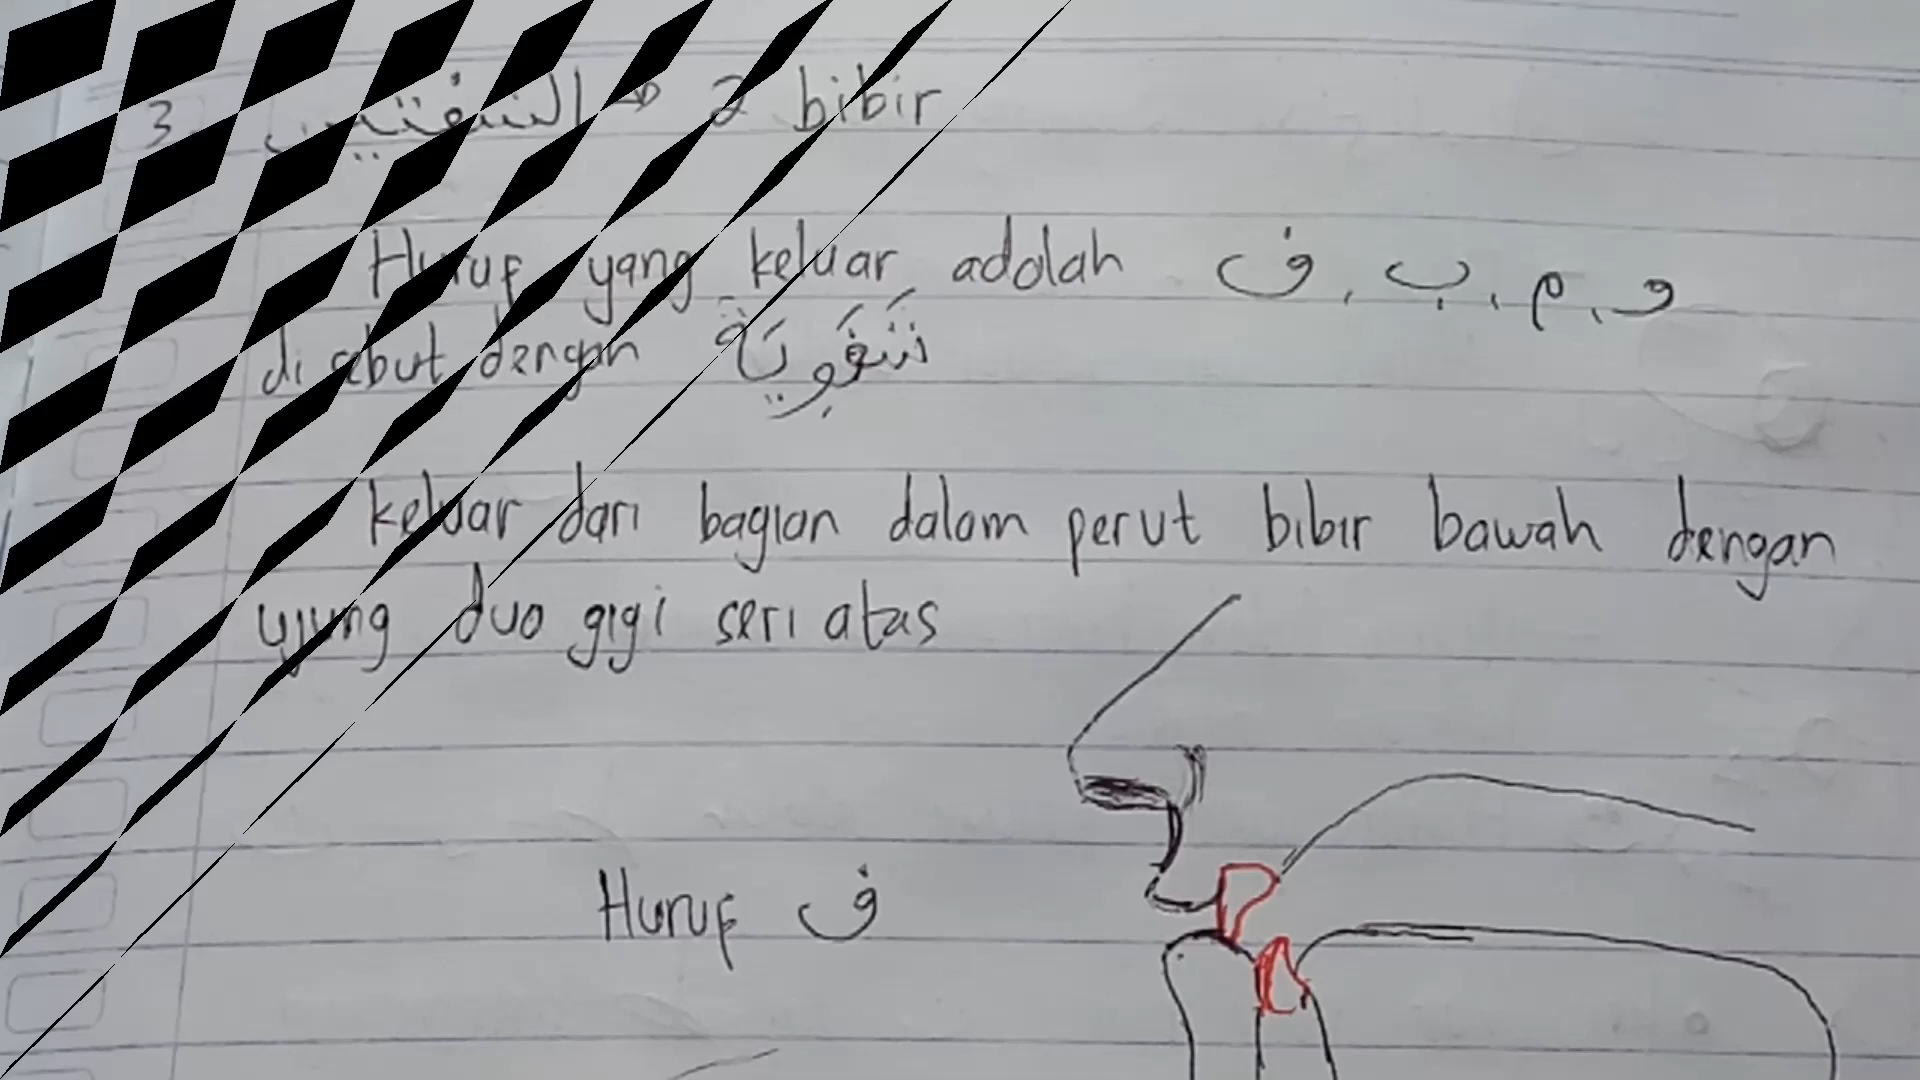 3 الشفتين ⇒ 2 bibir
Huruf yang keluar adalah ف , ب , م , و
di sebut dengan شَفَوِيَّة
keluar dari bagian dalam perut bibir bawah dengan
ujung dua gigi seri atas
Huruf ف